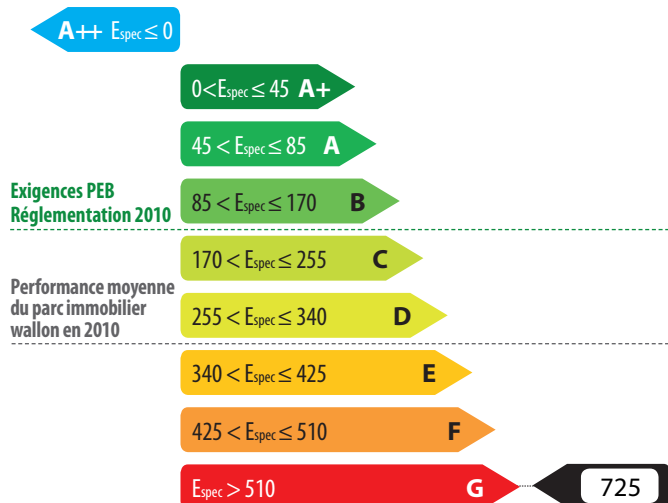 A++ Espec ≤ 0
0 < Espec ≤ 45 A+
45 < Espec ≤ 85 A
Exigences PEB
Réglementation 2010
85 < Espec ≤ 170 B
170 < Espec ≤ 255 C
Performance moyenne
du parc immobilier
wallon en 2010
255 < Espec ≤ 340 D
340 < Espec ≤ 425 E
425 < Espec ≤ 510 F
Espec > 510 G
725